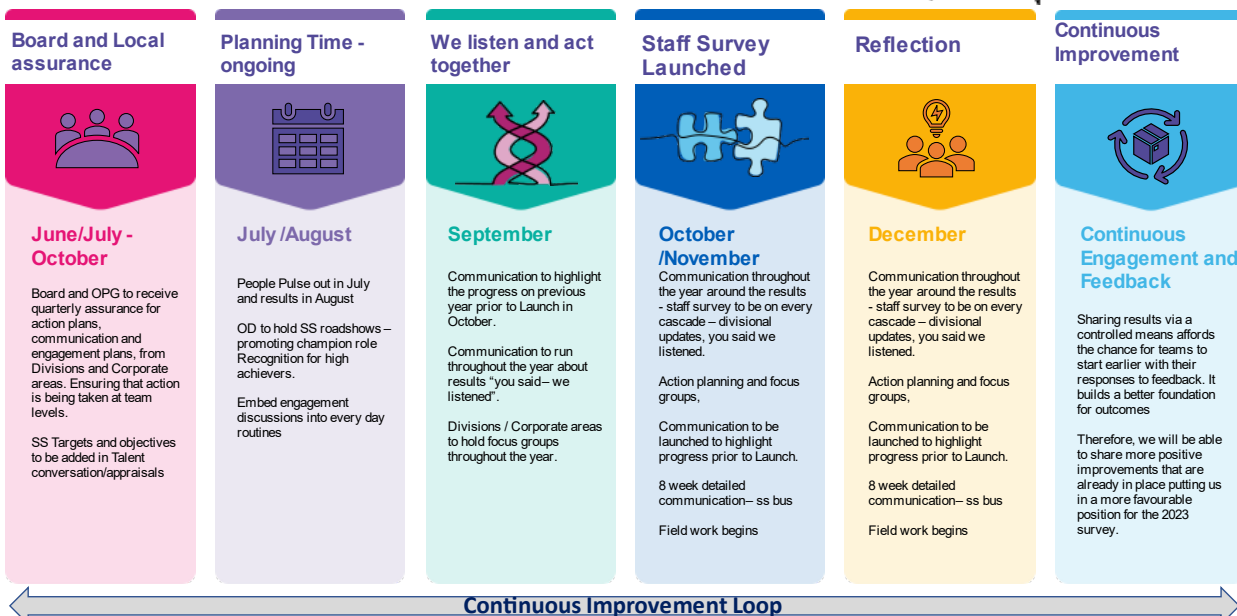 Board and Local
assurance
June/July -
October
Board and OPG to receive
quarterly assurance for
action plans,
communication and
engagement plans, from
Divisions and Corporate
areas. Ensuring that action
is being taken at team
levels.
SS Targets and objectives
to be added in Talent
conversation/appraisals
Planning Time -
ongoing
July /August
People Pulse out in July
and results in August
OD to hold SS roadshows –
promoting champion role
Recognition for high
achievers.
Embed engagement
discussions into every day
routines
We listen and act
together
September
Communication to highlight
the progress on previous
year prior to Launch in
October.
Communication to run
throughout the year about
results “you said– we
listened”.
Divisions / Corporate areas
to hold focus groups
throughout the year.
Staff Survey
Launched
October
/November
Communication throughout
the year around the results
- staff survey to be on every
cascade – divisional
updates, you said we
listened.
Action planning and focus
groups,
Communication to be
launched to highlight
progress prior to Launch.
8 week detailed
communication– ss bus
Field work begins
Reflection
December
Communication throughout
the year around the results
- staff survey to be on every
cascade – divisional
updates, you said we
listened.
Action planning and focus
groups,
Communication to be
launched to highlight
progress prior to Launch.
8 week detailed
communication– ss bus
Field work begins
Continuous
Improvement
Continuous
Engagement and
Feedback
Sharing results via a
controlled means affords
the chance for teams to
start earlier with their
responses to feedback. It
builds a better foundation
for outcomes
Therefore, we will be able
to share more positive
improvements that are
already in place putting us
in a more favourable
position for the 2023
survey.
Continuous Improvement Loop